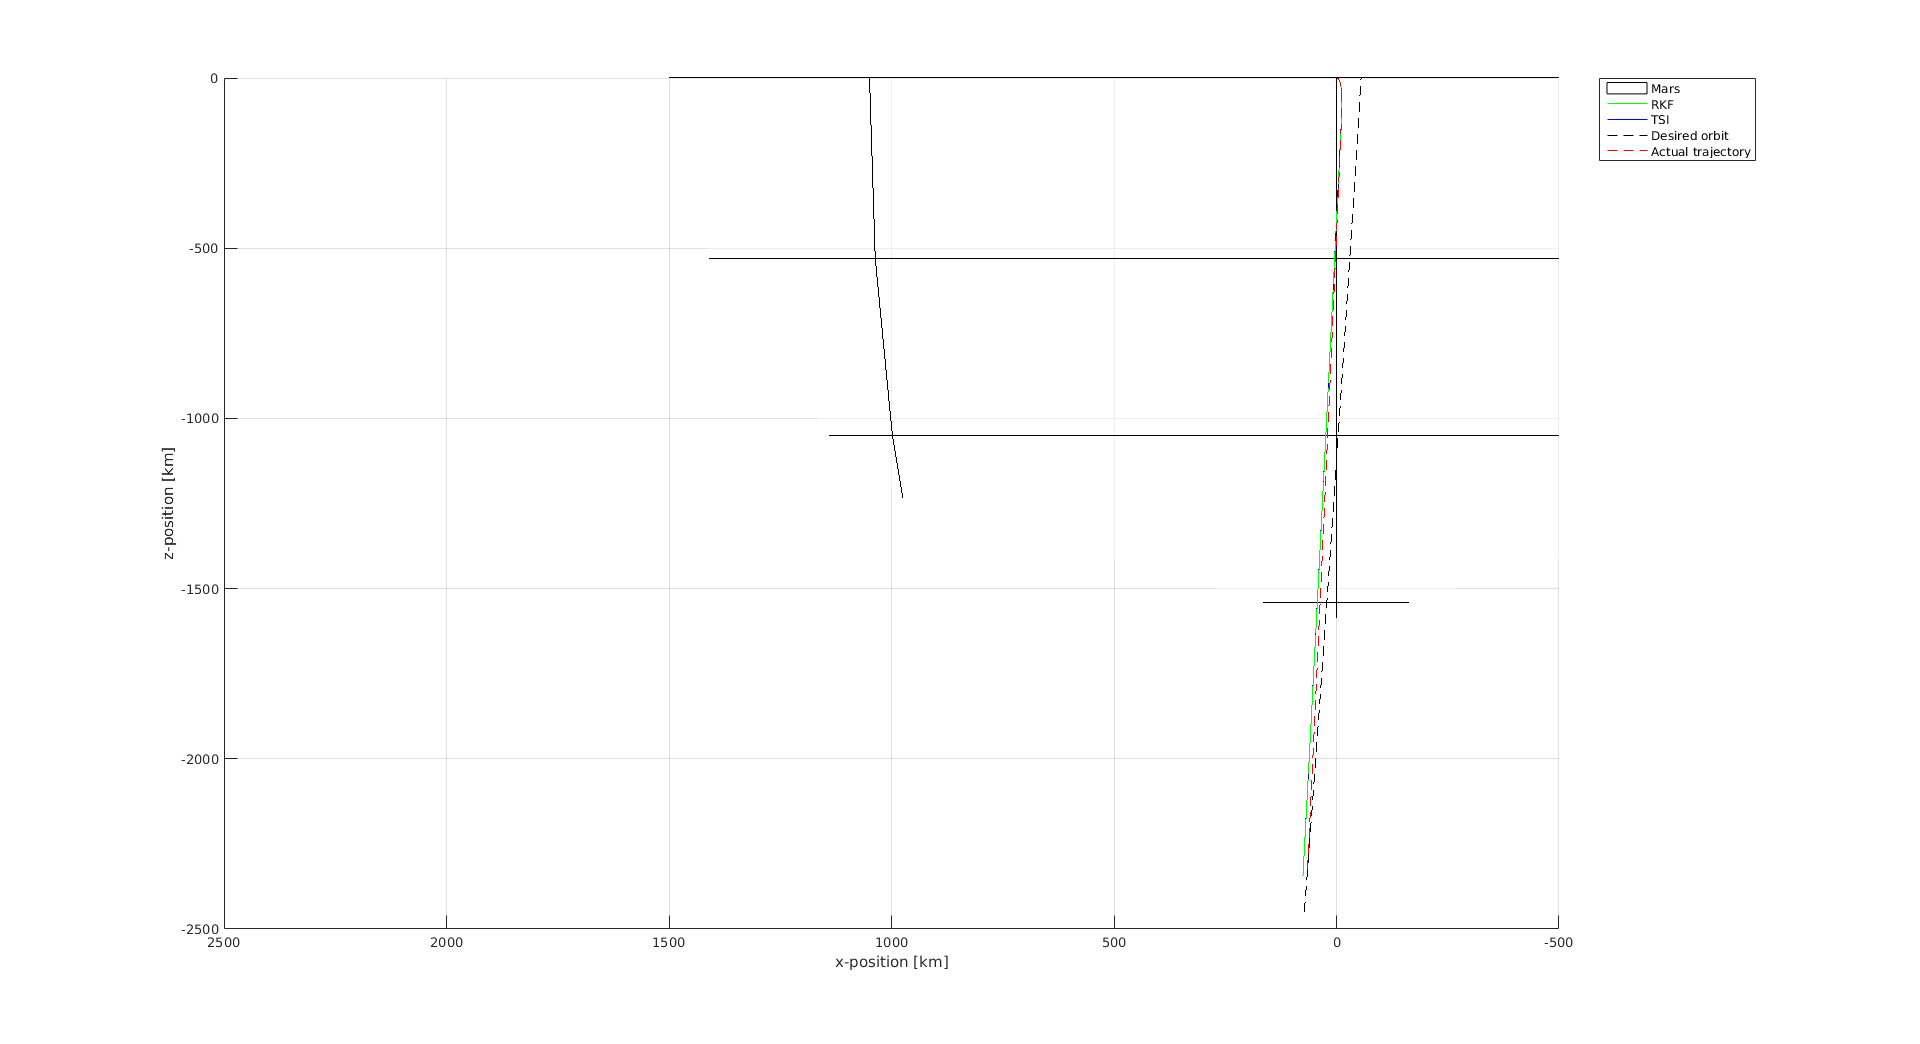 0
-500
-1000
-1500
-2000
-2500
z-position [km]
2500
2000
1500
1000
500
0
-500
x-position [km]
Mars
RKF
TSI
Desired orbit
Actual trajectory